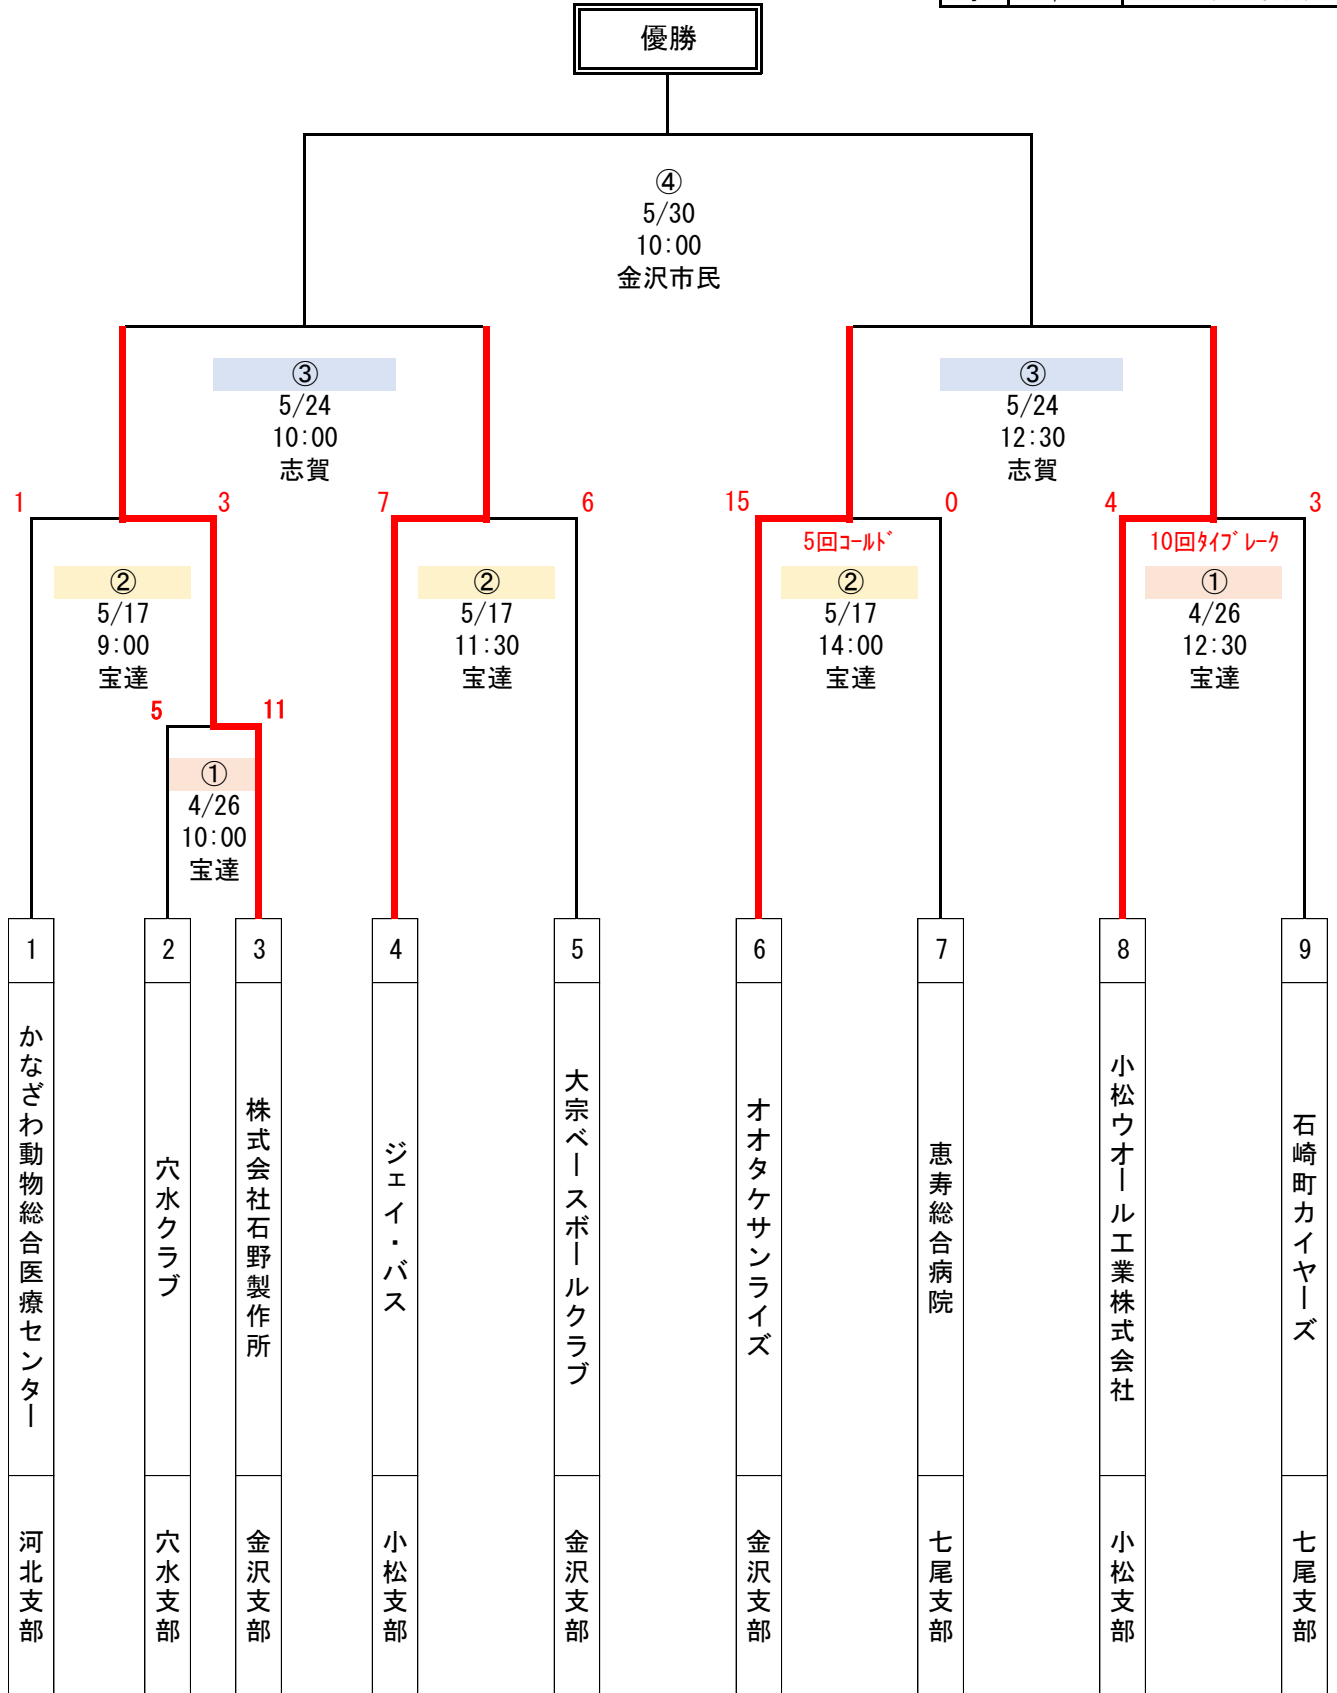 優勝
④
5/30
10:00
金沢市民
③
5/24
10:00
志賀
③
5/24
12:30
志賀
1
3
7
6
15
0
4
3
5回ｺｰﾙﾄﾞ
10回ﾀｲﾌﾞﾚｰｸ
②
5/17
9:00
宝達
②
5/17
11:30
宝達
②
5/17
14:00
宝達
①
4/26
12:30
宝達
5
11
①
4/26
10:00
宝達
1
2
3
4
5
6
7
8
9
かなざわ動物総合医療センター
穴水クラブ
株式会社石野製作所
ジェイ・バス
大宗ベースボールクラブ
オオタケサンライズ
恵寿総合病院
小松ウオールエ業株式会社
石崎町カイヤーズ
河北支部
穴水支部
金沢支部
小松支部
金沢支部
金沢支部
七尾支部
小松支部
七尾支部